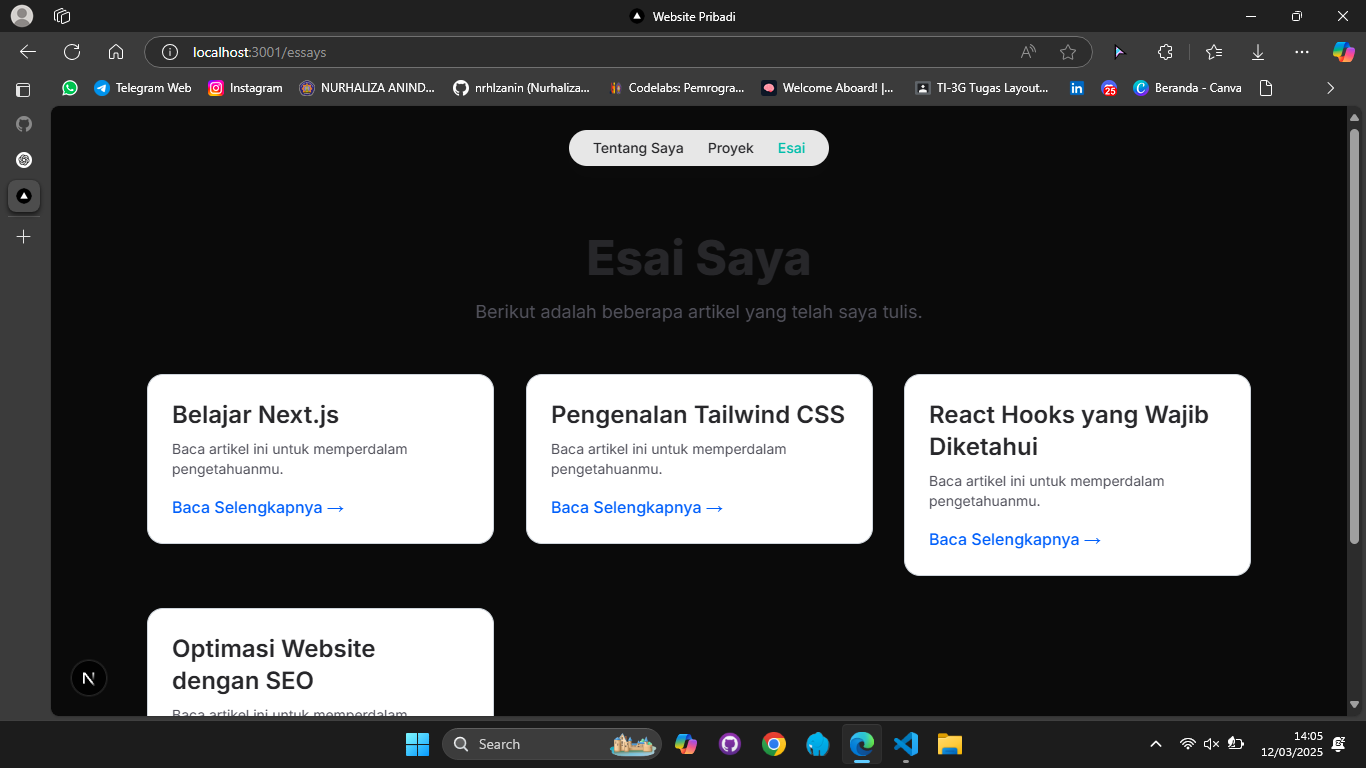 Website Pribadi
localhost:3001/essays
Telegram Web
Instagram
NURHALIZA ANIND...
nrhlzanin (Nurhaliza...
Codelabs: Pemrogra...
Welcome Aboard! |...
TI-3G Tugas Layout...
in
25
Beranda - Canva
Tentang Saya Proyek Esai
Esai Saya
Berikut adalah beberapa artikel yang telah saya tulis.
Belajar Next.js
Baca artikel ini untuk memperdalam
pengetahuanmu.
Baca Selengkapnya →
Pengenalan Tailwind CSS
Baca artikel ini untuk memperdalam
pengetahuanmu.
Baca Selengkapnya →
React Hooks yang Wajib
Diketahui
Baca artikel ini untuk memperdalam
pengetahuanmu.
Baca Selengkapnya →
Optimasi Website
dengan SEO
Baca artikel ini untuk memperdalam
N
Search
14:05
12/03/2025